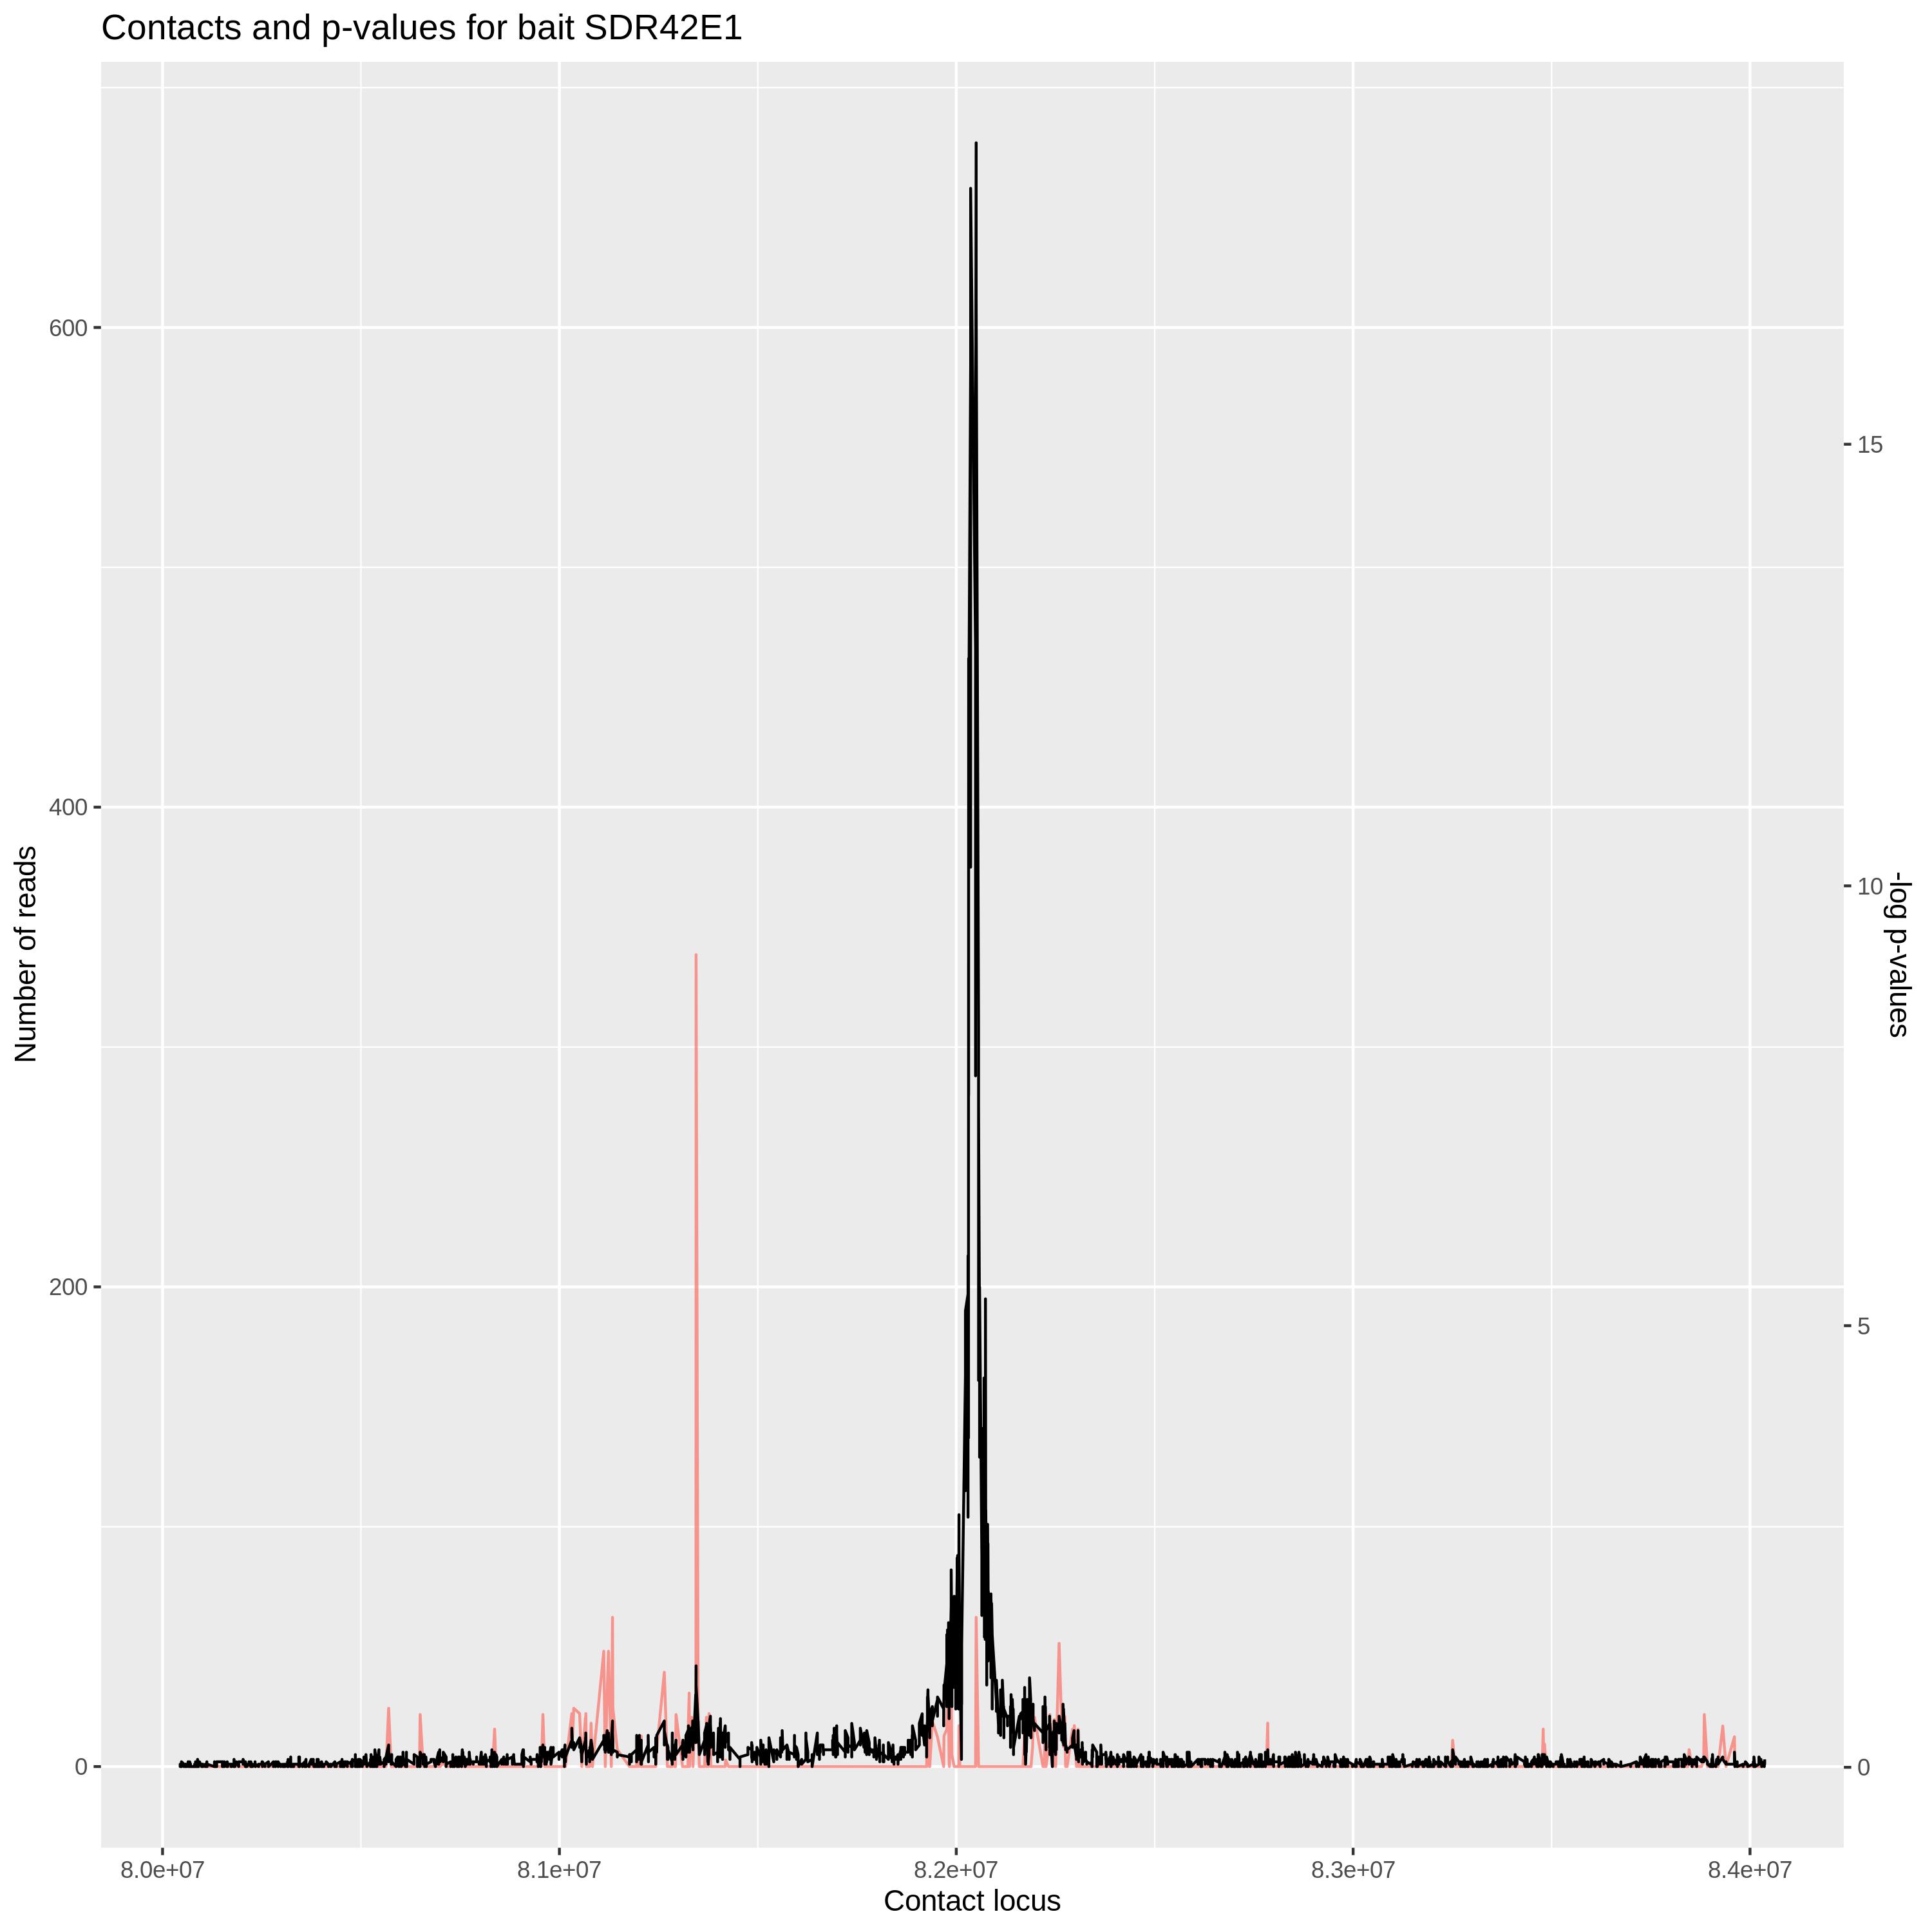 Contacts and p-values for bait SDR42E1
Number of reads
600
400
200
0
15
10
5
0
-log p-values
8.0e+07
8.1e+07
8.2e+07
8.3e+07
8.4e+07
Contact locus